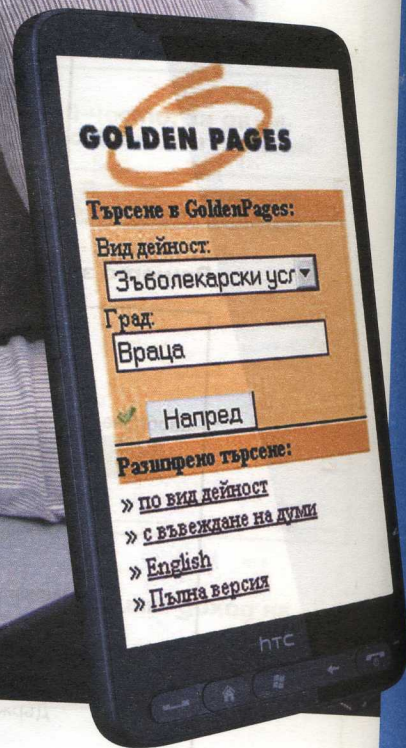 GOLDEN PAGES
Търсене в GoldenPages:
Вид дейност:
Зъболекарски усл
Град:
Враца
Напред
Разширено търсене:
» по вид дейност
» с въвеждане на думи
» English
» Пълна версия
hTC